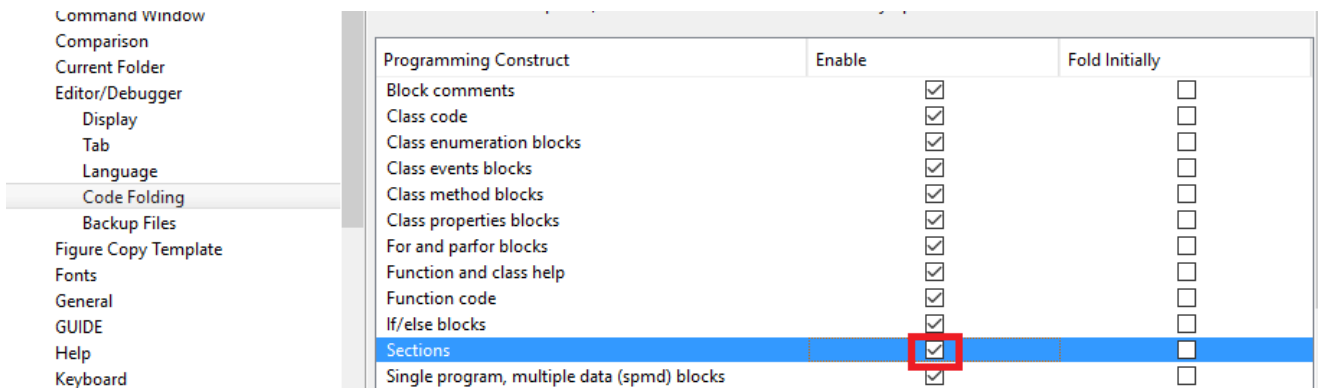 Command Window
Comparison
Current Folder
Editor/Debugger
Display
Tab
Language
Code Folding
Backup Files
Figure Copy Template
Fonts
General
GUIDE
Help
Keyboard
Programming Construct Enable Fold Initially
Block comments
Class code
Class enumeration blocks
Class events blocks
Class method blocks
Class properties blocks
For and parfor blocks
Function and class help
Function code
If/else blocks
Sections
Single program, multiple data (spmd) blocks